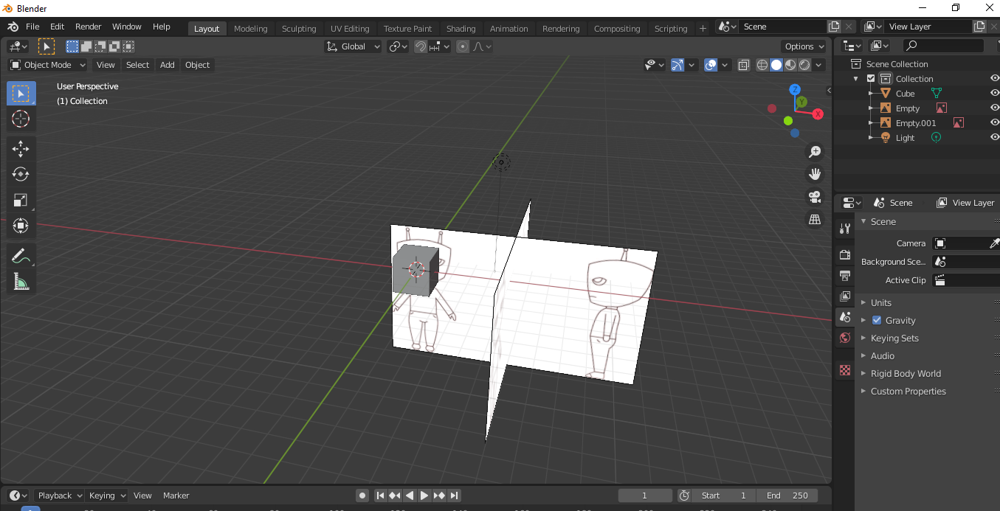 Blender
File Edit Render Window Help Layout Modeling Sculpting UV Editing Texture Paint Shading Animation Rendering Compositing Scripting + Scene View Layer
Global Options
Object Mode View Select Add Object
User Perspective
(1) Collection
Z
Y
X
Scene Collection
Collection
Cube
Empty
Empty.001
Light
Scene View Layer
Scene
Camera
Background Sce...
Active Clip
Units
Gravity
Keying Sets
Audio
Rigid Body World
Custom Properties
Playback Keying View Marker 1 Start 1 End 250